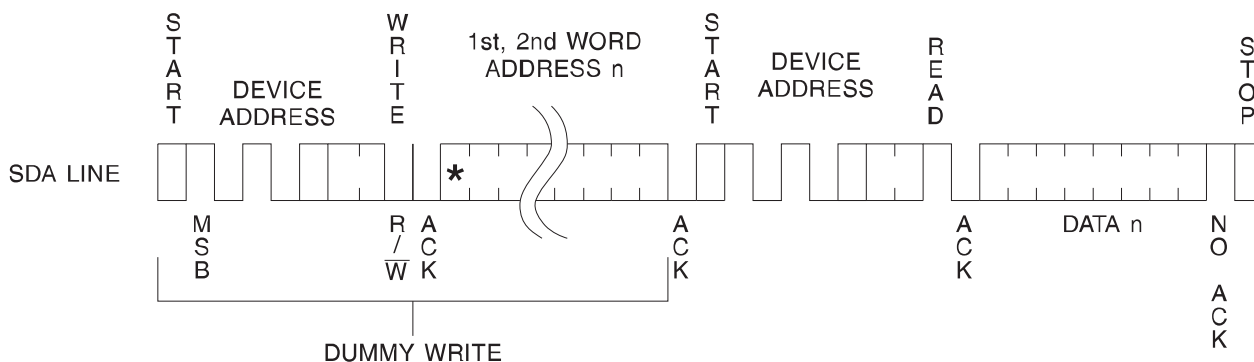 START
WRITE
1st, 2nd WORD
ADDRESS n
START
READ
STOP
DEVICE
ADDRESS
DEVICE
ADDRESS
SDA LINE
*
MSB
R/W
ACK
ACK
ACK
DATA n
NO ACK
DUMMY WRITE